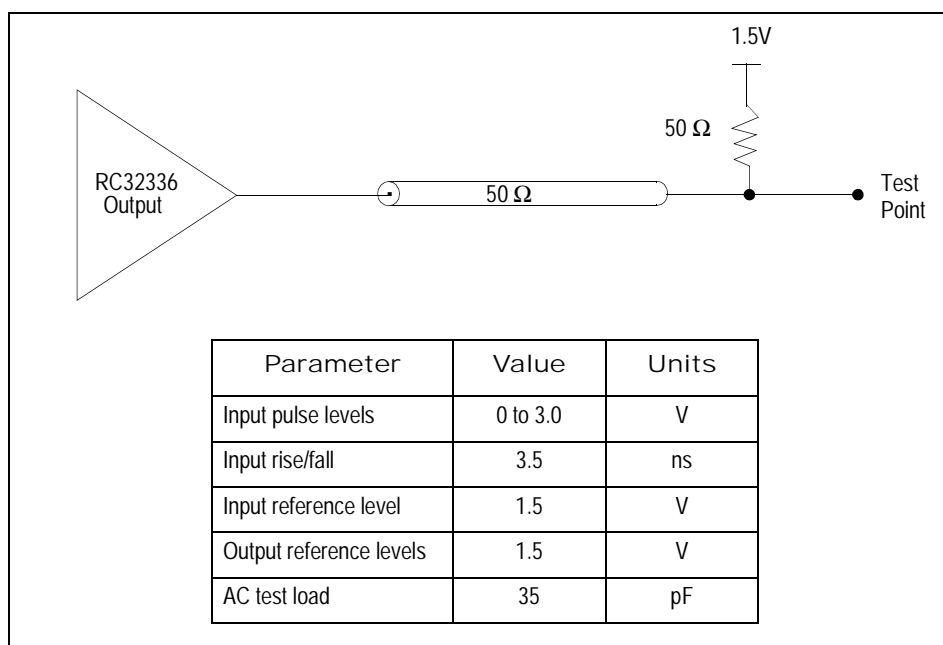 1.5V
50 Ω
RC32336
Output
50 Ω
Test
Point
Parameter Value Units
Input pulse levels 0 to 3.0 V
Input rise/fall 3.5 ns
Input reference level 1.5 V
Output reference levels 1.5 V
AC test load 35 pF